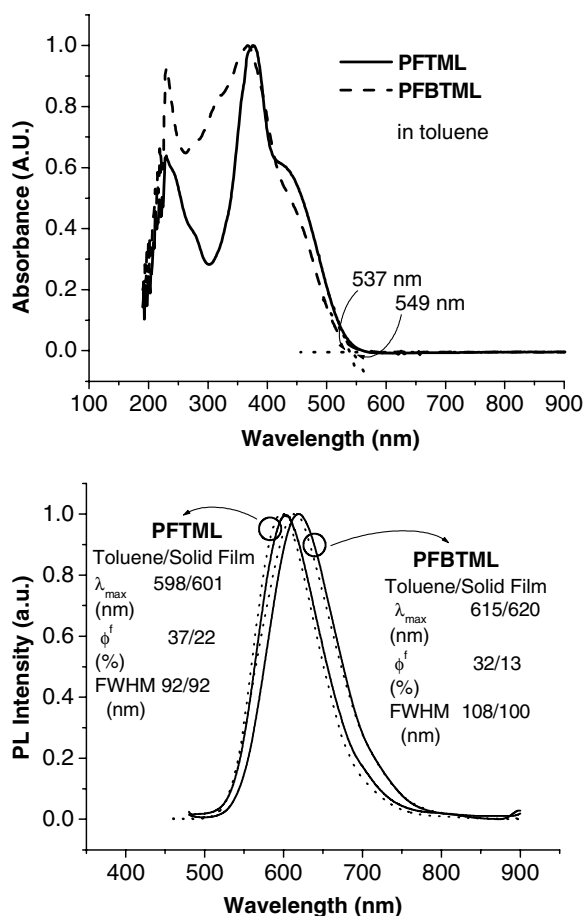 PFTML
PFBTML
in toluene
1.0
0.8
0.6
0.4
0.2
0.0
Absorbance (A.U.)
537 nm
549 nm
100 200 300 400 500 600 700 800 900
Wavelength (nm)
1.0
0.8
0.6
0.4
0.2
0.0
PL Intensity (a.u.)
PFTML
Toluene/Solid Film
λmax 598/601
(nm)
ϕf 37/22
(%)
FWHM 92/92
(nm)
PFBTML
Toluene/Solid Film
λmax 615/620
(nm)
ϕf 32/13
(%)
FWHM 108/100
(nm)
400 500 600 700 800 900
Wavelength (nm)